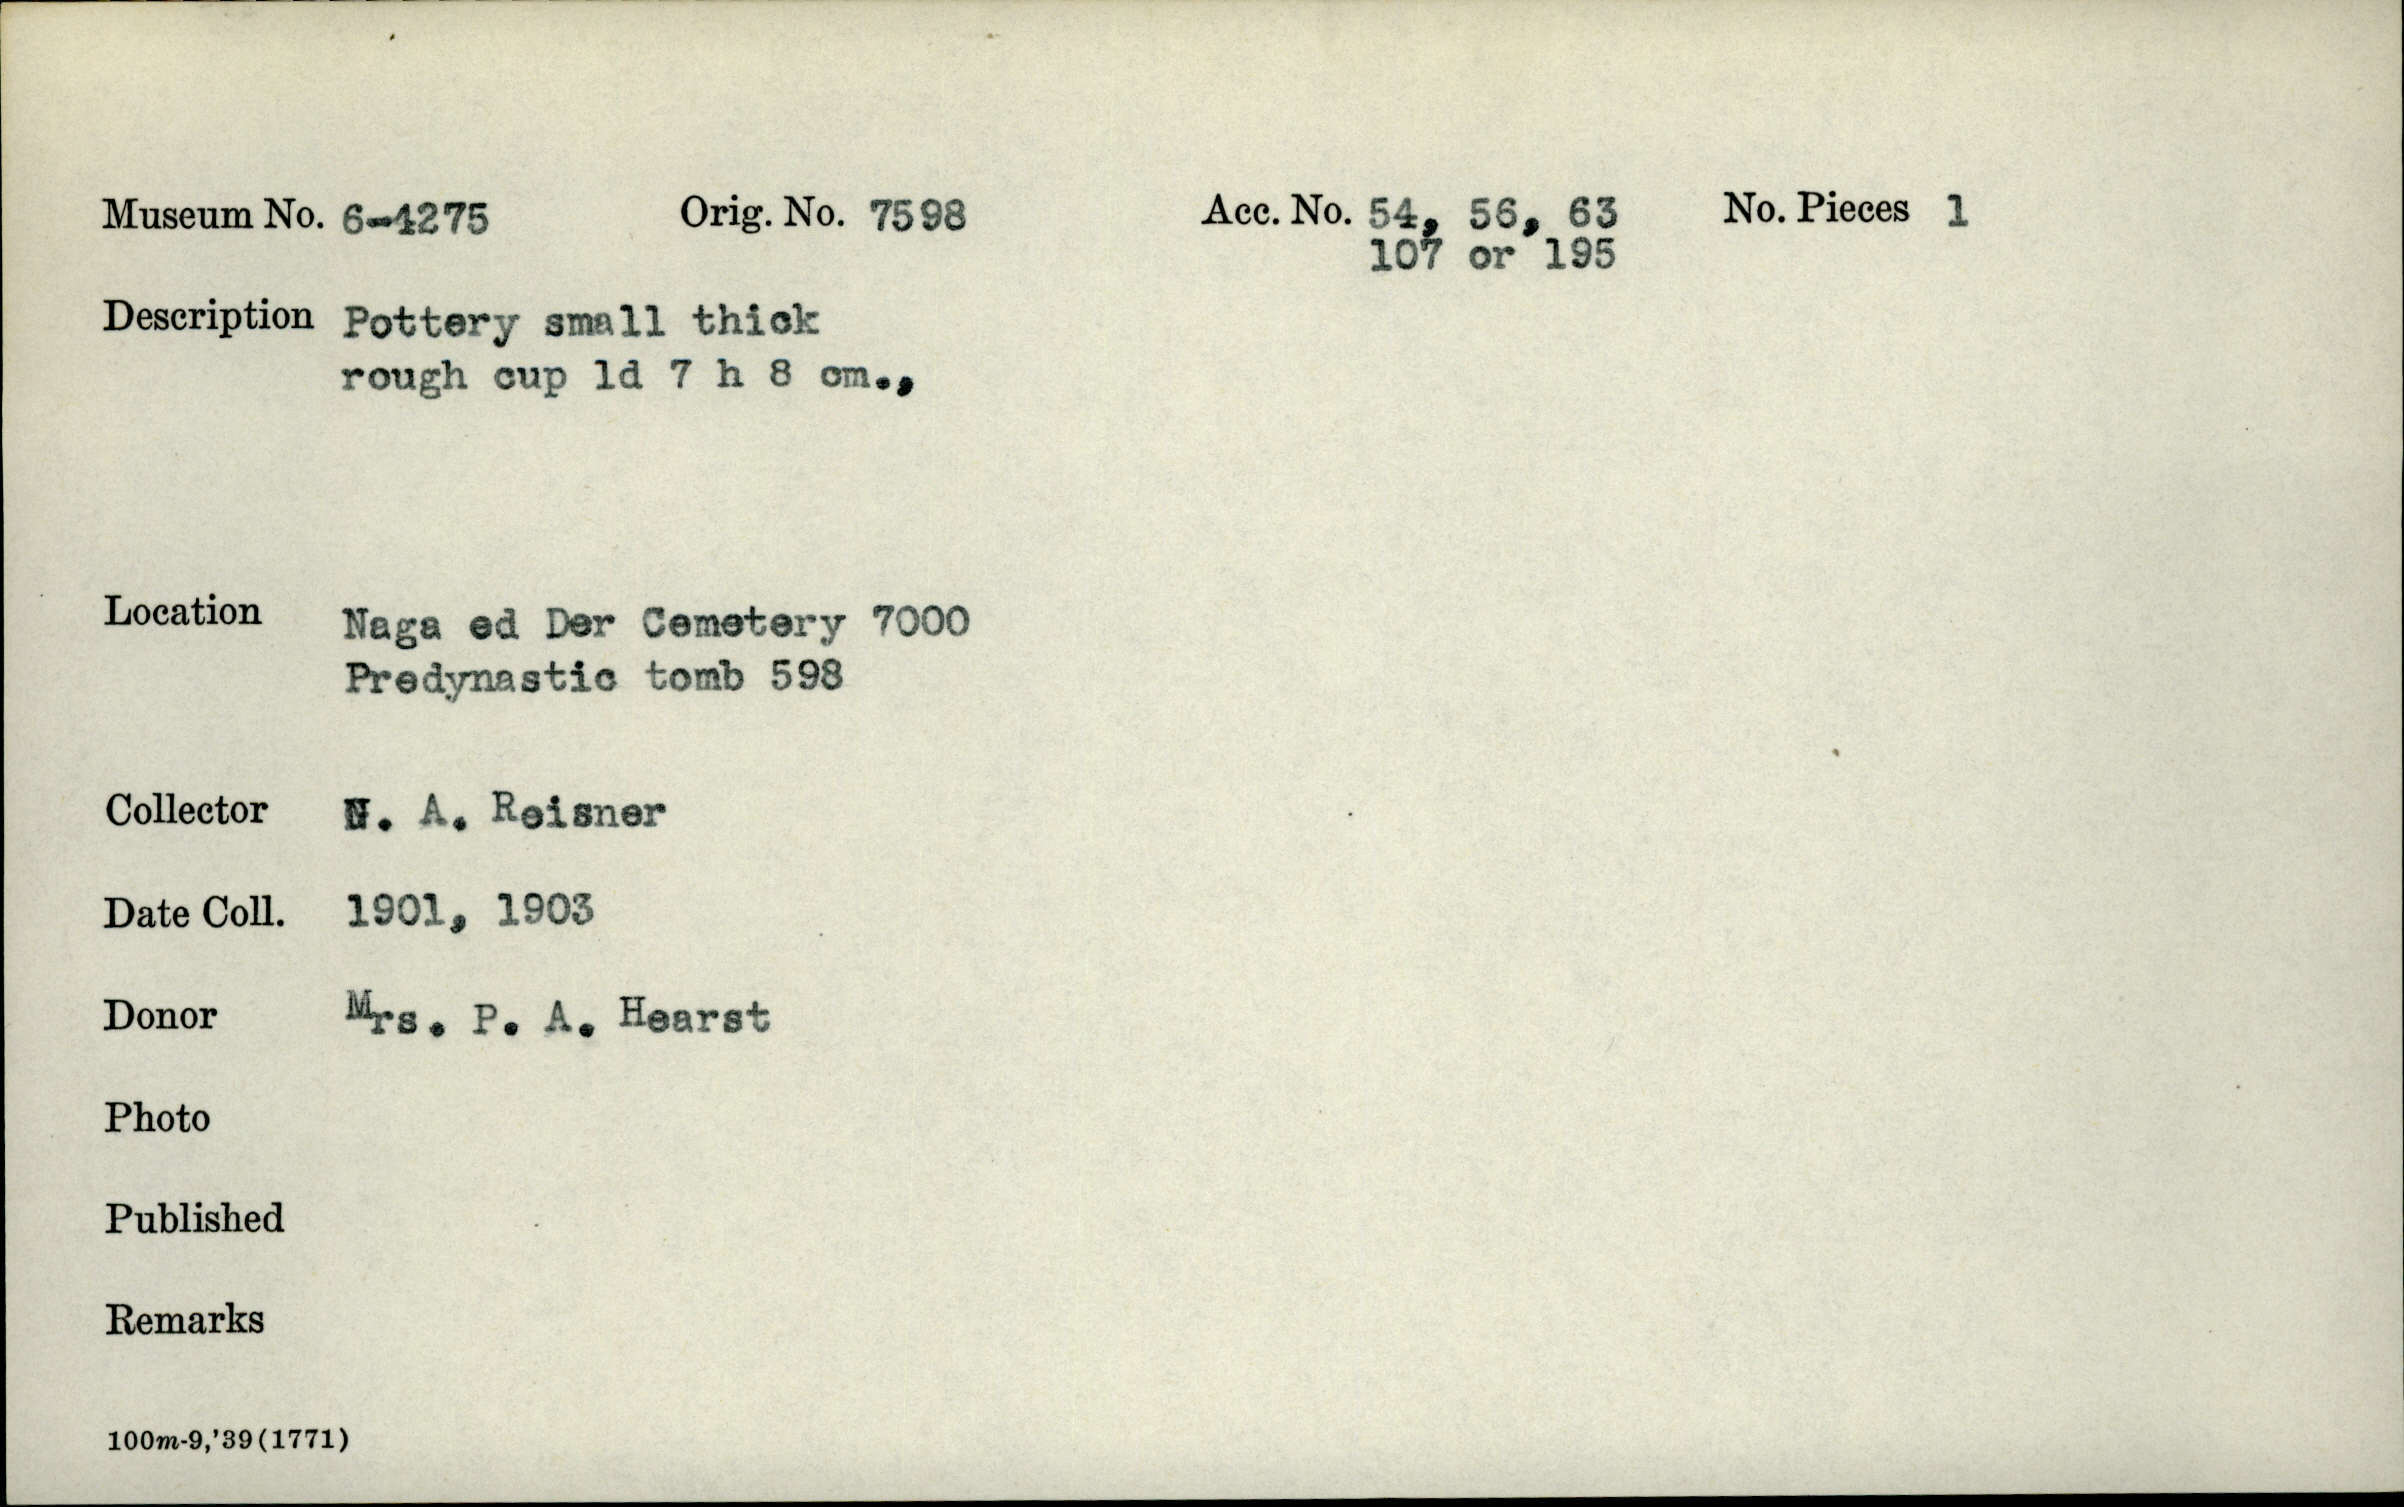 Museum No. 6-4275 Orig. No. 7598 Acc. No. 54, 56, 63 No. Pieces 1
107 or 195
Description Pottery small thick
rough cup ld 7 h 8 cm.,
Location Naga ed Der Cemetery 7000
Predynastic tomb 598
Collector A. Reisner
Date Coll. 1901, 1903
Donor Mrs. P. A. Hearst
Photo
Published
Remarks
100m-9,'39(1771)